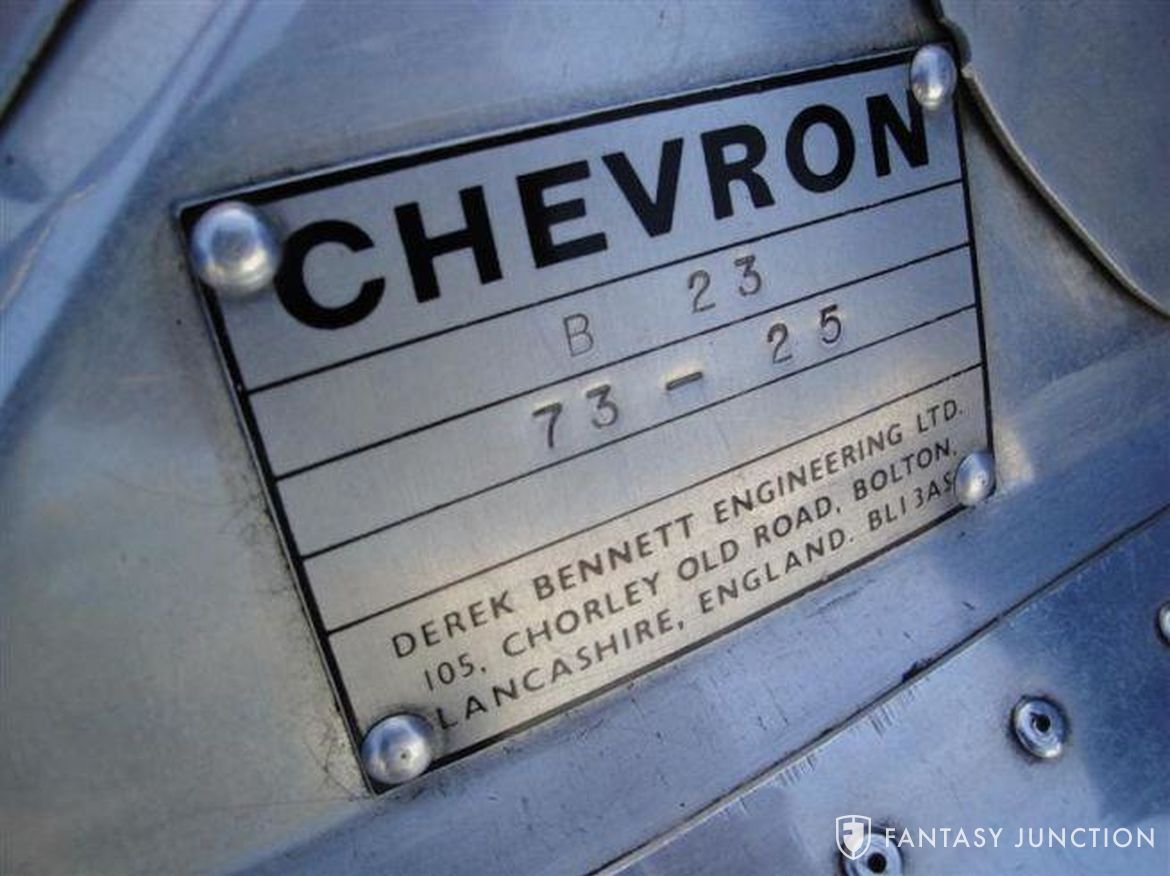 CHEVRON
B 23
73 - 25
DEREK BENNETT ENGINEERING LTD.
105, CHORLEY OLD ROAD, BOLTON,
LANCASHIRE, ENGLAND. BL1 3AS
FANTASY JUNCTION